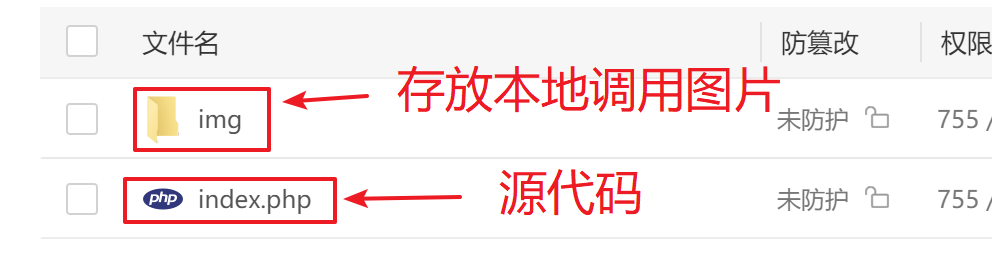 文件名 防篡改 权限
存放本地调用图片
img 未防护 755 /
源代码
php index.php 未防护 755 /